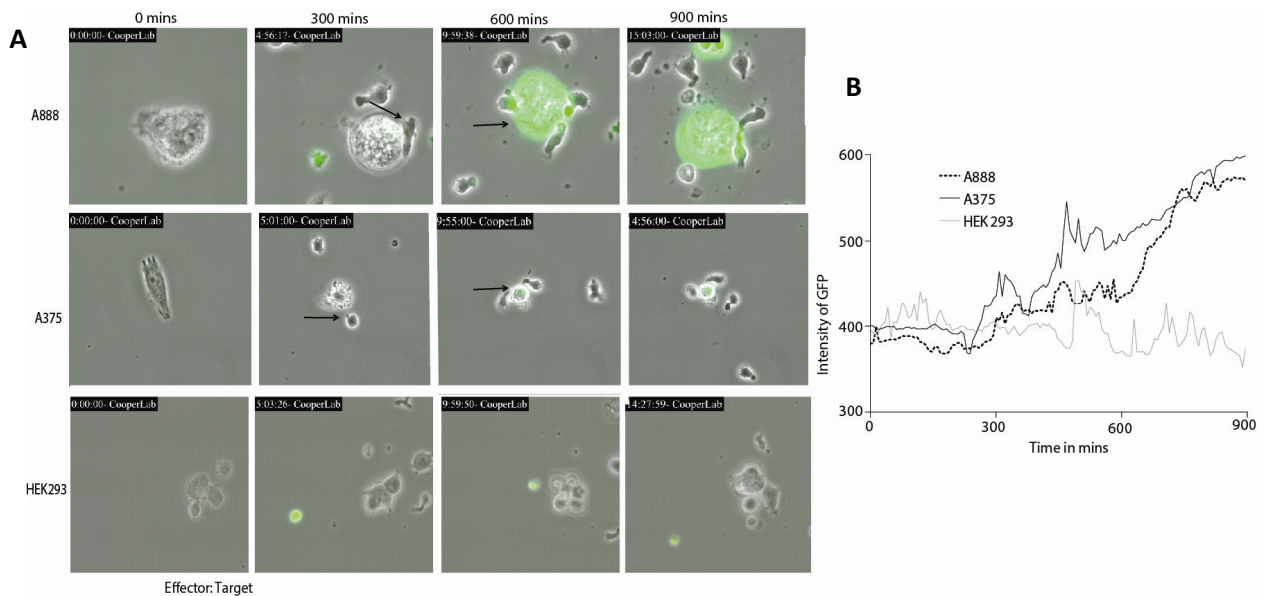 A
0 mins
300 mins
600 mins
900 mins
A888
0:00:00- CooperLab
4:56:17- CooperLab
9:59:38- CooperLab
15:03:00- CooperLab
A375
0:00:00- CooperLab
5:01:00- CooperLab
9:55:00- CooperLab
4:56:00- CooperLab
HEK293
0:00:00- CooperLab
5:03:26- CooperLab
9:59:50- CooperLab
4:27:59- CooperLab
Effector: Target
B
A888
A375
HEK293
Intensity of GFP
600
500
400
300
0
300
600
900
Time in mins